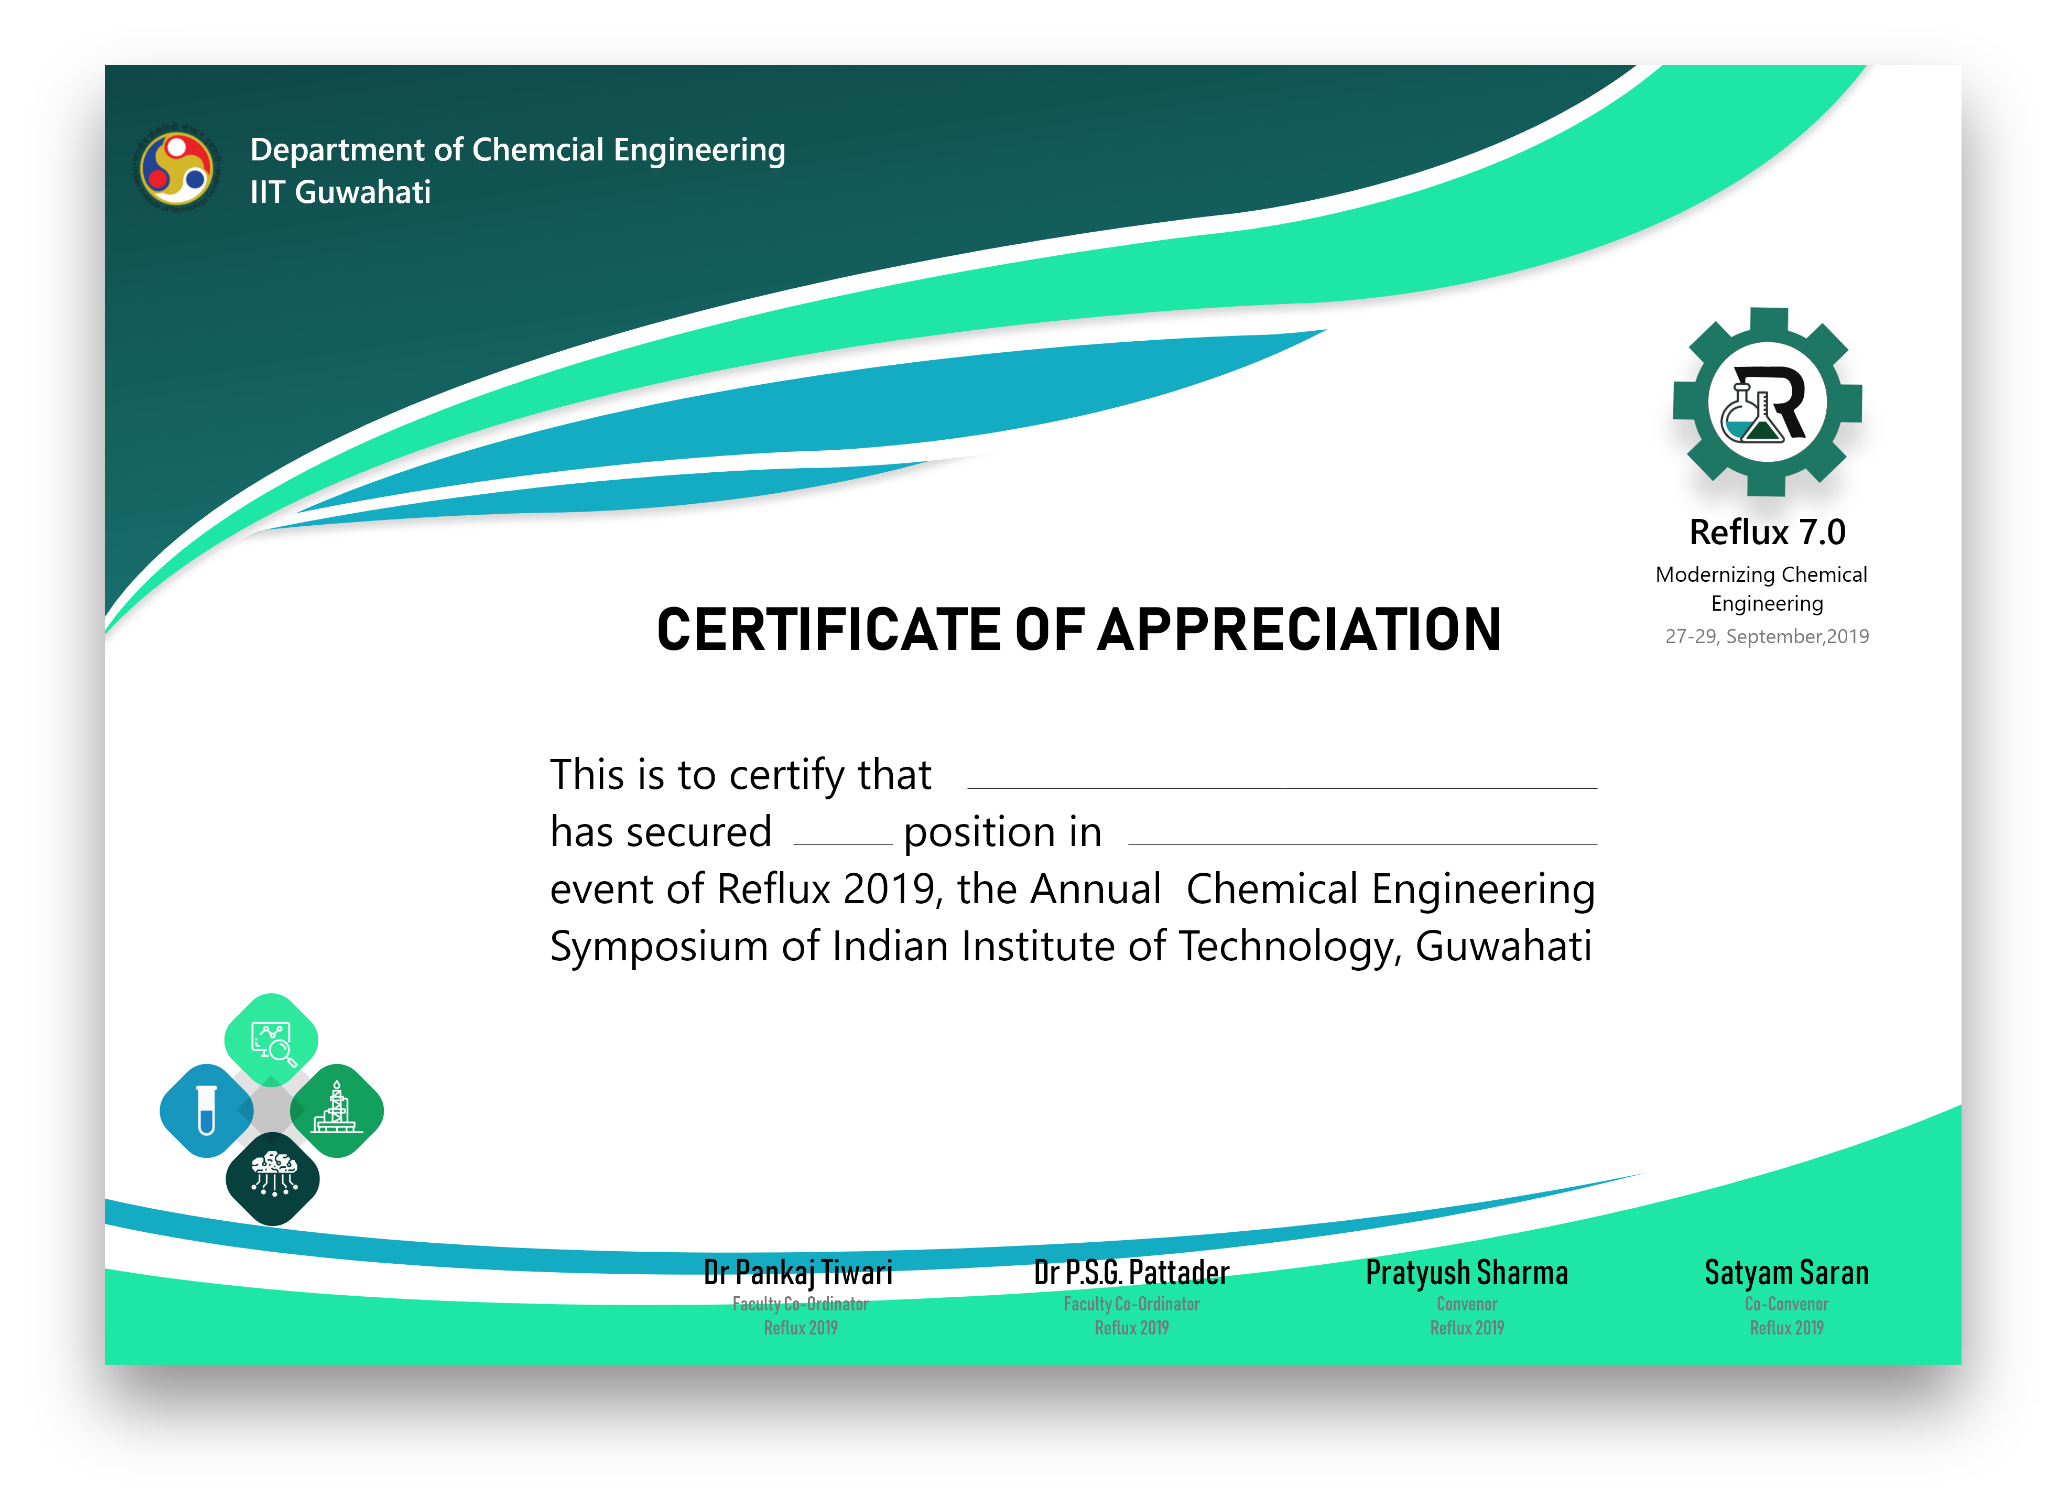 Department of Chemcial Engineering
IIT Guwahati
R
Reflux 7.0
Modernizing Chemical
Engineering
27-29, September,2019
CERTIFICATE OF APPRECIATION
This is to certify that
has secured position in
event of Reflux 2019, the Annual Chemical Engineering
Symposium of Indian Institute of Technology, Guwahati
Dr Pankaj Tiwari
Faculty Co-Ordinator
Reflux 2019
Dr P.S.G. Pattader
Faculty Co-Ordinator
Reflux 2019
Pratyush Sharma
Convenor
Reflux 2019
Satyam Saran
Co-Convenor
Reflux 2019